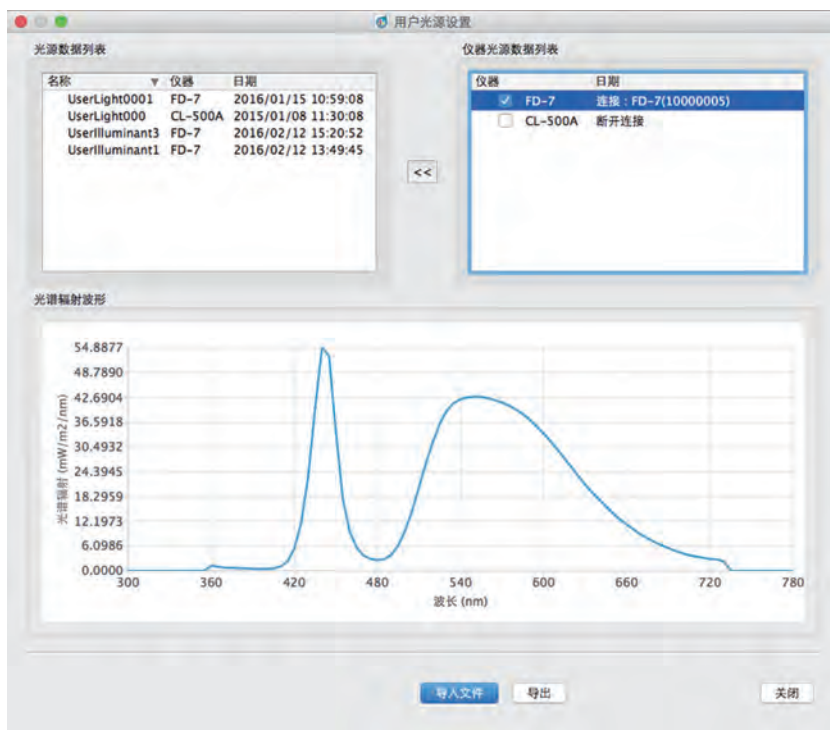 用户光源设置
光源数据列表
名称 ▼ 仪器 日期
UserLight0001 FD-7 2016/01/15 10:59:08
UserLight000 CL-500A 2015/01/08 11:30:08
UserIlluminant3 FD-7 2016/02/12 15:20:52
UserIlluminant1 FD-7 2016/02/12 13:49:45
<<
仪器光源数据列表
仪器 日期
FD-7 连接：FD-7(10000005)
CL-500A 断开连接
光谱辐射波形
光谱辐射 (mW/m2/nm)
54.8877
48.7890
42.6904
36.5918
30.4932
24.3945
18.2959
12.1973
6.0986
0.0000
300 360 420 480 540 600 660 720 780
波长 (nm)
导入文件 导出 关闭